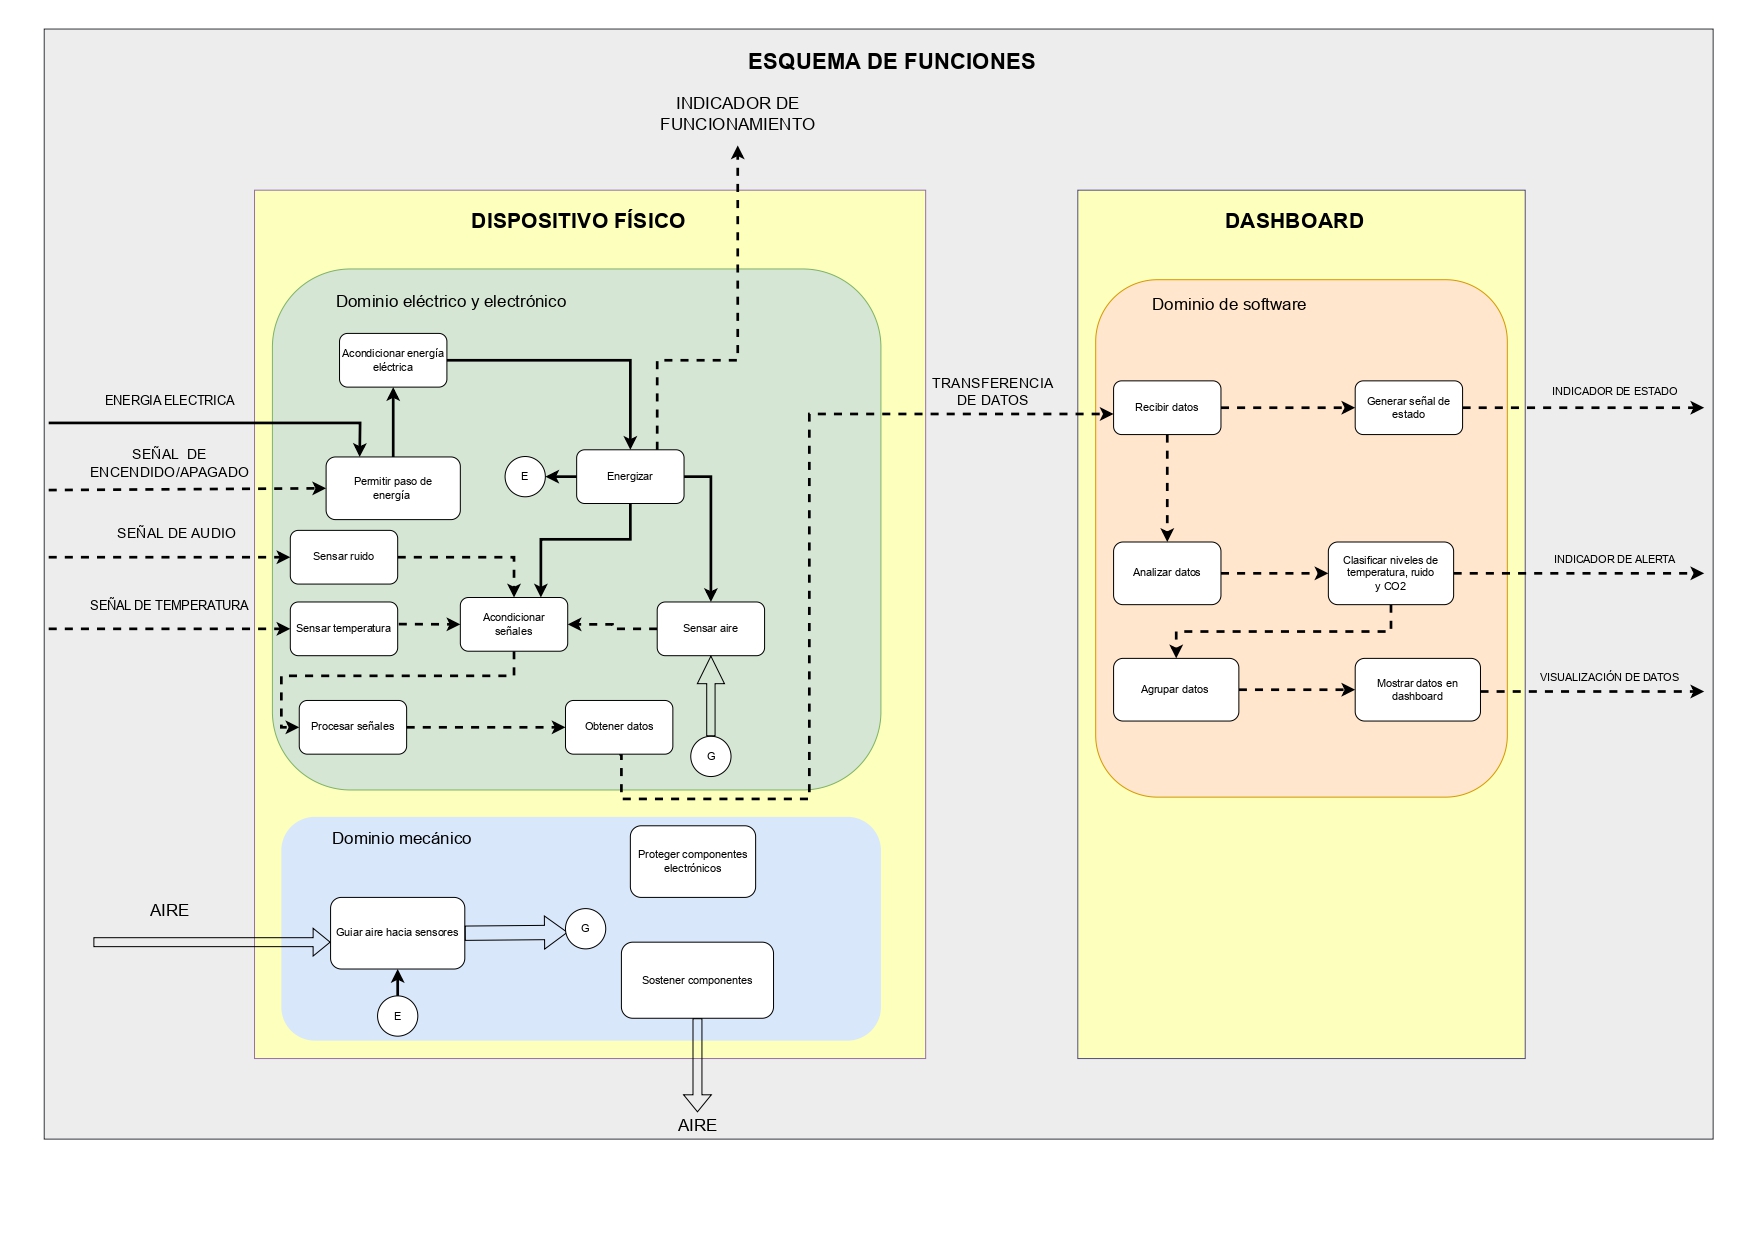 ESQUEMA DE FUNCIONES
INDICADOR DE
FUNCIONAMIENTO
DISPOSITIVO FÍSICO
Dominio eléctrico y electrónico
Acondicionar energía
eléctrica
ENERGIA ELECTRICA
SEÑAL DE
ENCENDIDO/APAGADO
Permitir paso de
energía
E
Energizar
SEÑAL DE AUDIO
Sensar ruido
SEÑAL DE TEMPERATURA
Sensar temperatura
Acondicionar
señales
Sensar aire
Procesar señales
Obtener datos
G
Dominio mecánico
Proteger componentes
electrónicos
AIRE
Guiar aire hacia sensores
G
E
Sostener componentes
AIRE
TRANSFERENCIA
DE DATOS
DASHBOARD
Dominio de software
Recibir datos
Generar señal de
estado
INDICADOR DE ESTADO
Analizar datos
Clasificar niveles de
temperatura, ruido
y CO2
INDICADOR DE ALERTA
Agrupar datos
Mostrar datos en
dashboard
VISUALIZACIÓN DE DATOS